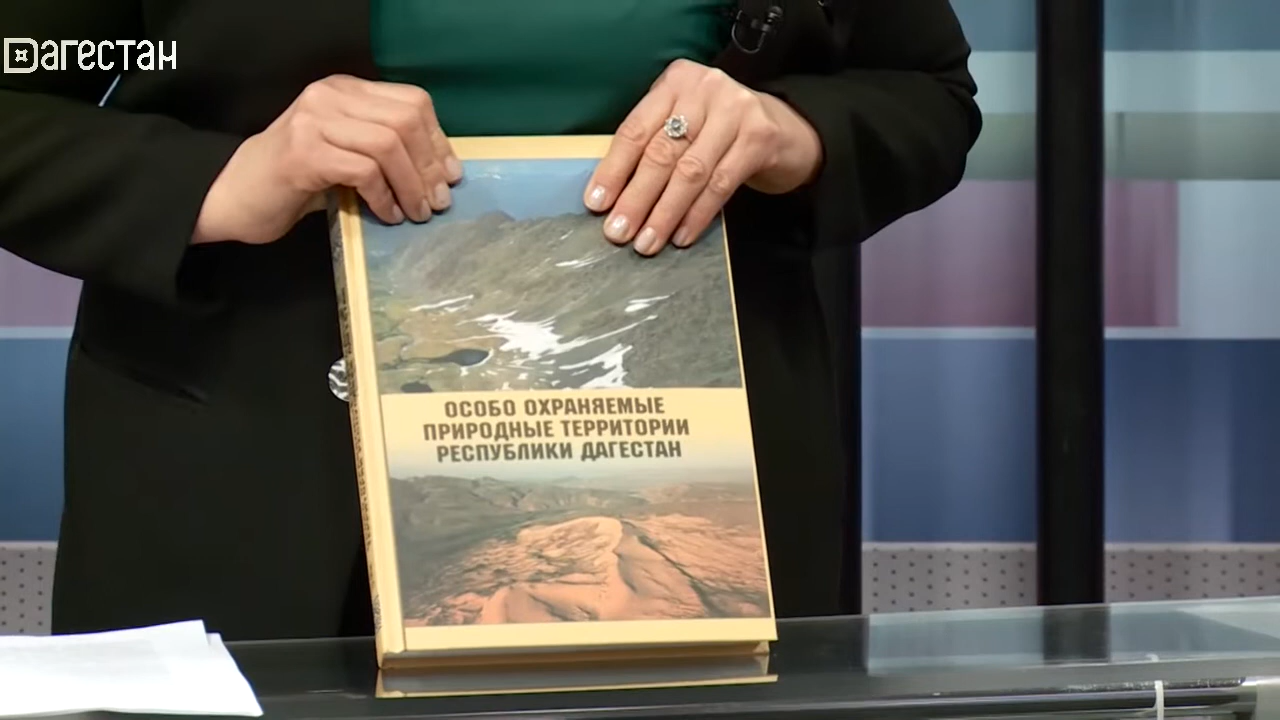 Дагестан
ОСОБО ОХРАНЯЕМЫЕ
ПРИРОДНЫЕ ТЕРРИТОРИИ
РЕСПУБЛИКИ ДАГЕСТАН